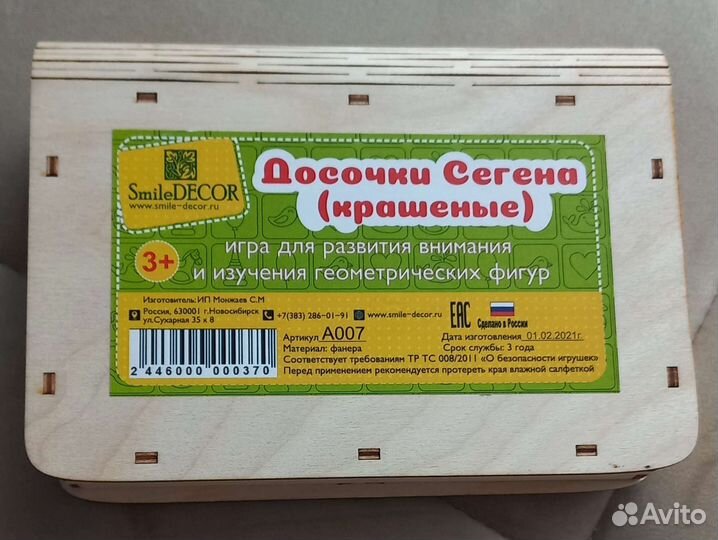 SmileDECOR
www.smile-decor.ru
Досочки Сегена
(крашеные)
3+
игра для развития внимания
и изучения геометрических фигур
Изготовитель: ИП Монжаев С.М
Россия, 630001 г.Новосибирск
ул.Сухарная 35 к 8
+7(383) 286-01-91
www.smile-decor.ru
EAC
Сделано в России
Артикул A007
Дата изготовления 01.02.2021г.
Материал: фанера
Срок службы: 3 года
Соответствует требованиям ТР ТС 008/2011 «О безопасности игрушек»
Перед применением рекомендуется протереть края влажной салфеткой
2 446000 000370
Avito